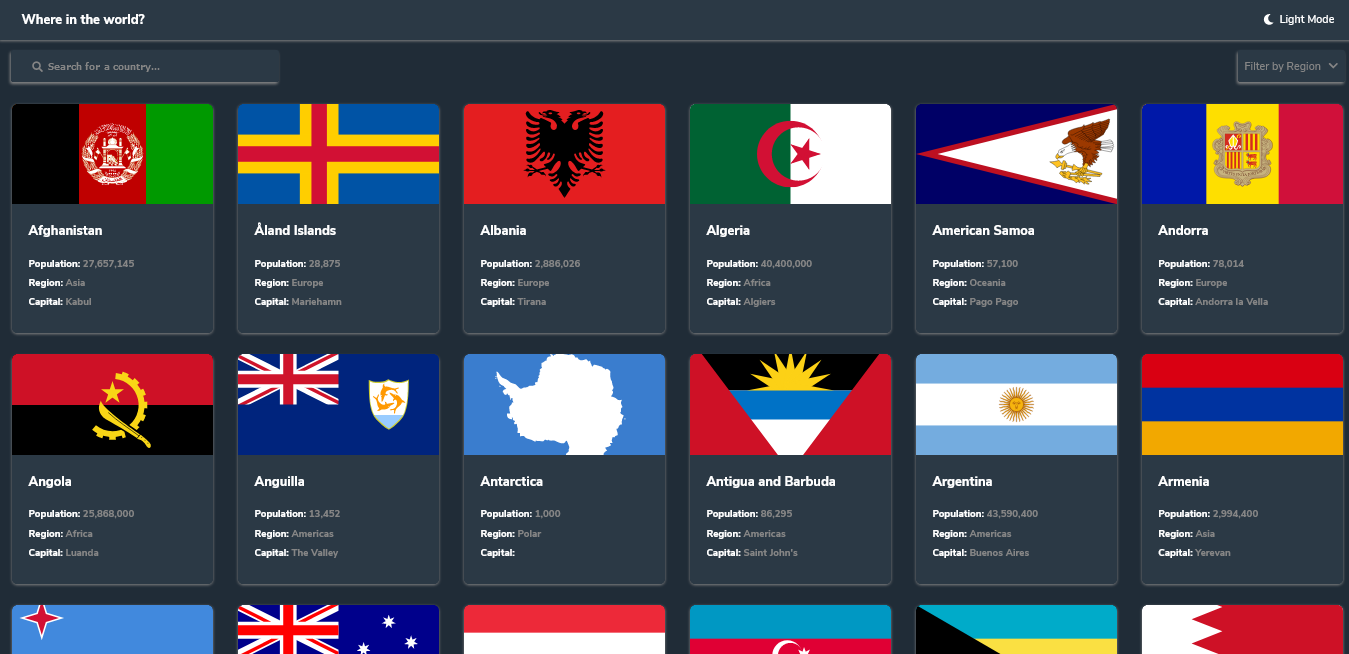 Where in the world?
Light Mode
Search for a country...
Filter by Region
Afghanistan
Population: 27,657,145
Region: Asia
Capital: Kabul
Åland Islands
Population: 28,875
Region: Europe
Capital: Mariehamn
Albania
Population: 2,886,026
Region: Europe
Capital: Tirana
Algeria
Population: 40,400,000
Region: Africa
Capital: Algiers
American Samoa
Population: 57,100
Region: Oceania
Capital: Pago Pago
Andorra
Population: 78,014
Region: Europe
Capital: Andorra la Vella
Angola
Population: 25,868,000
Region: Africa
Capital: Luanda
Anguilla
Population: 13,452
Region: Americas
Capital: The Valley
Antarctica
Population: 1,000
Region: Polar
Capital:
Antigua and Barbuda
Population: 86,295
Region: Americas
Capital: Saint John's
Argentina
Population: 43,590,400
Region: Americas
Capital: Buenos Aires
Armenia
Population: 2,994,400
Region: Asia
Capital: Yerevan